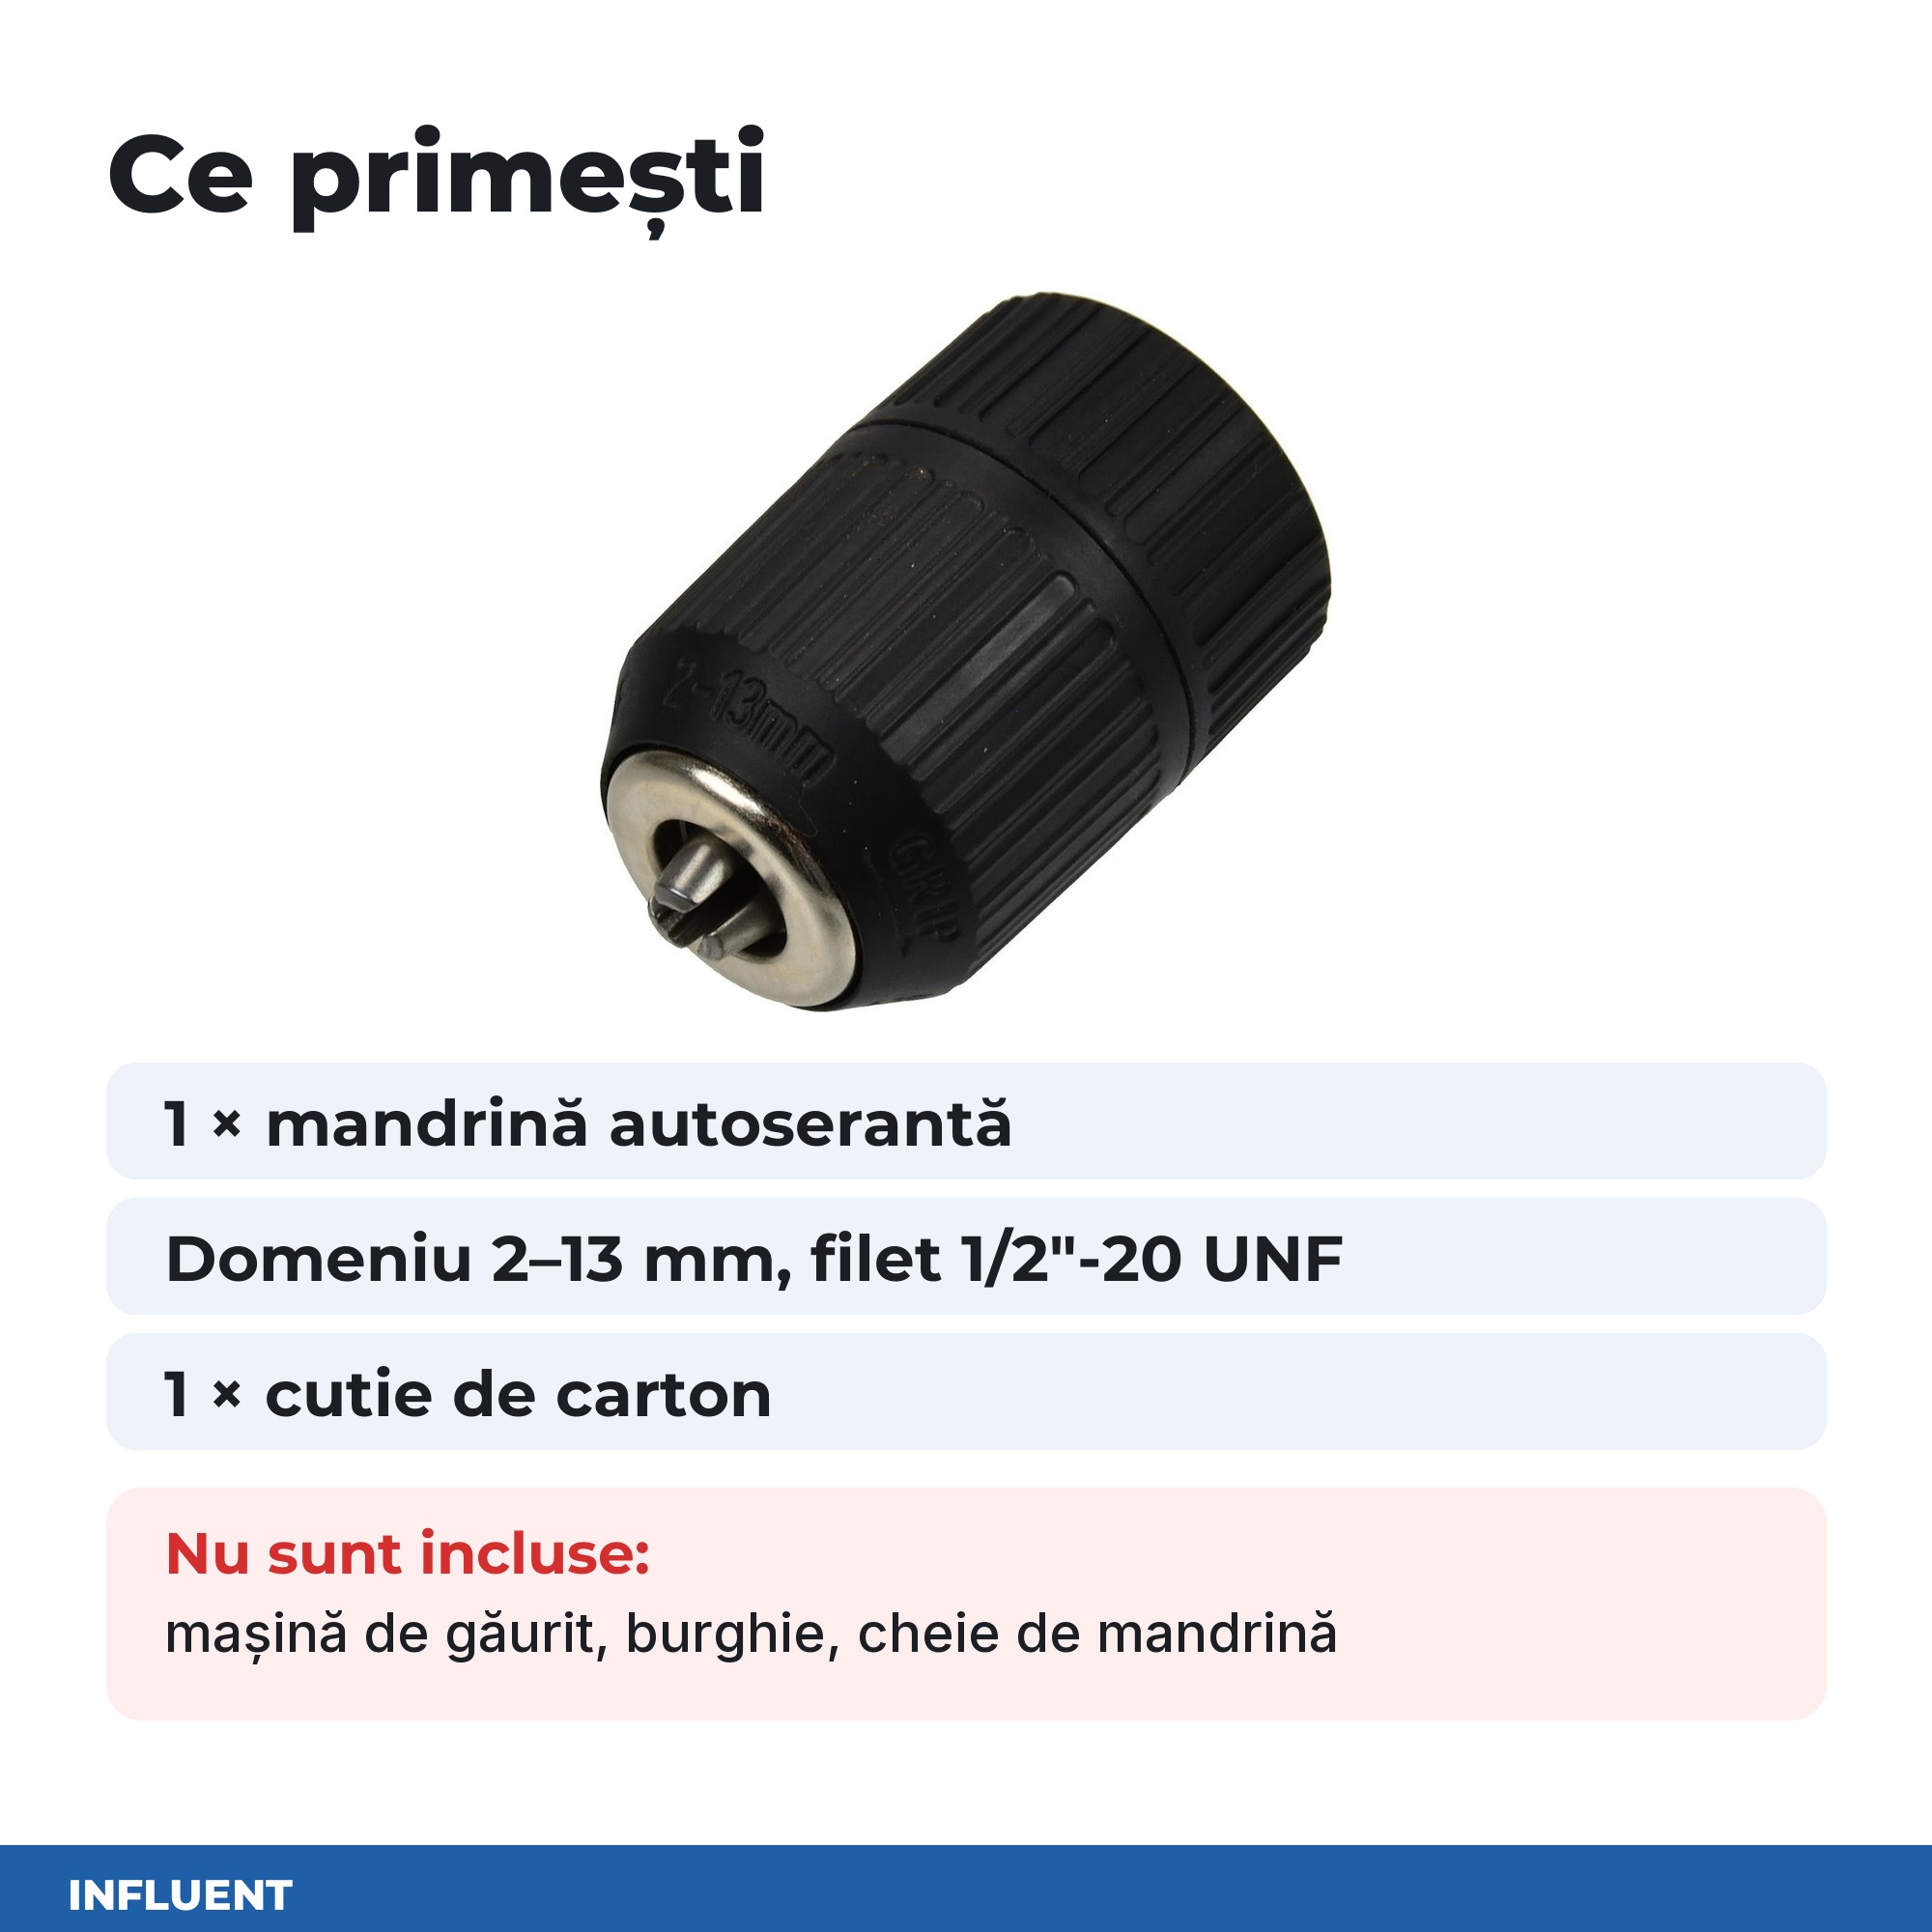 Ce primești
2-13mm
GRIP
1 × mandrină autoserantă
Domeniu 2–13 mm, filet 1/2"-20 UNF
1 × cutie de carton
Nu sunt incluse:
mașină de găurit, burghie, cheie de mandrină
INFLUENT